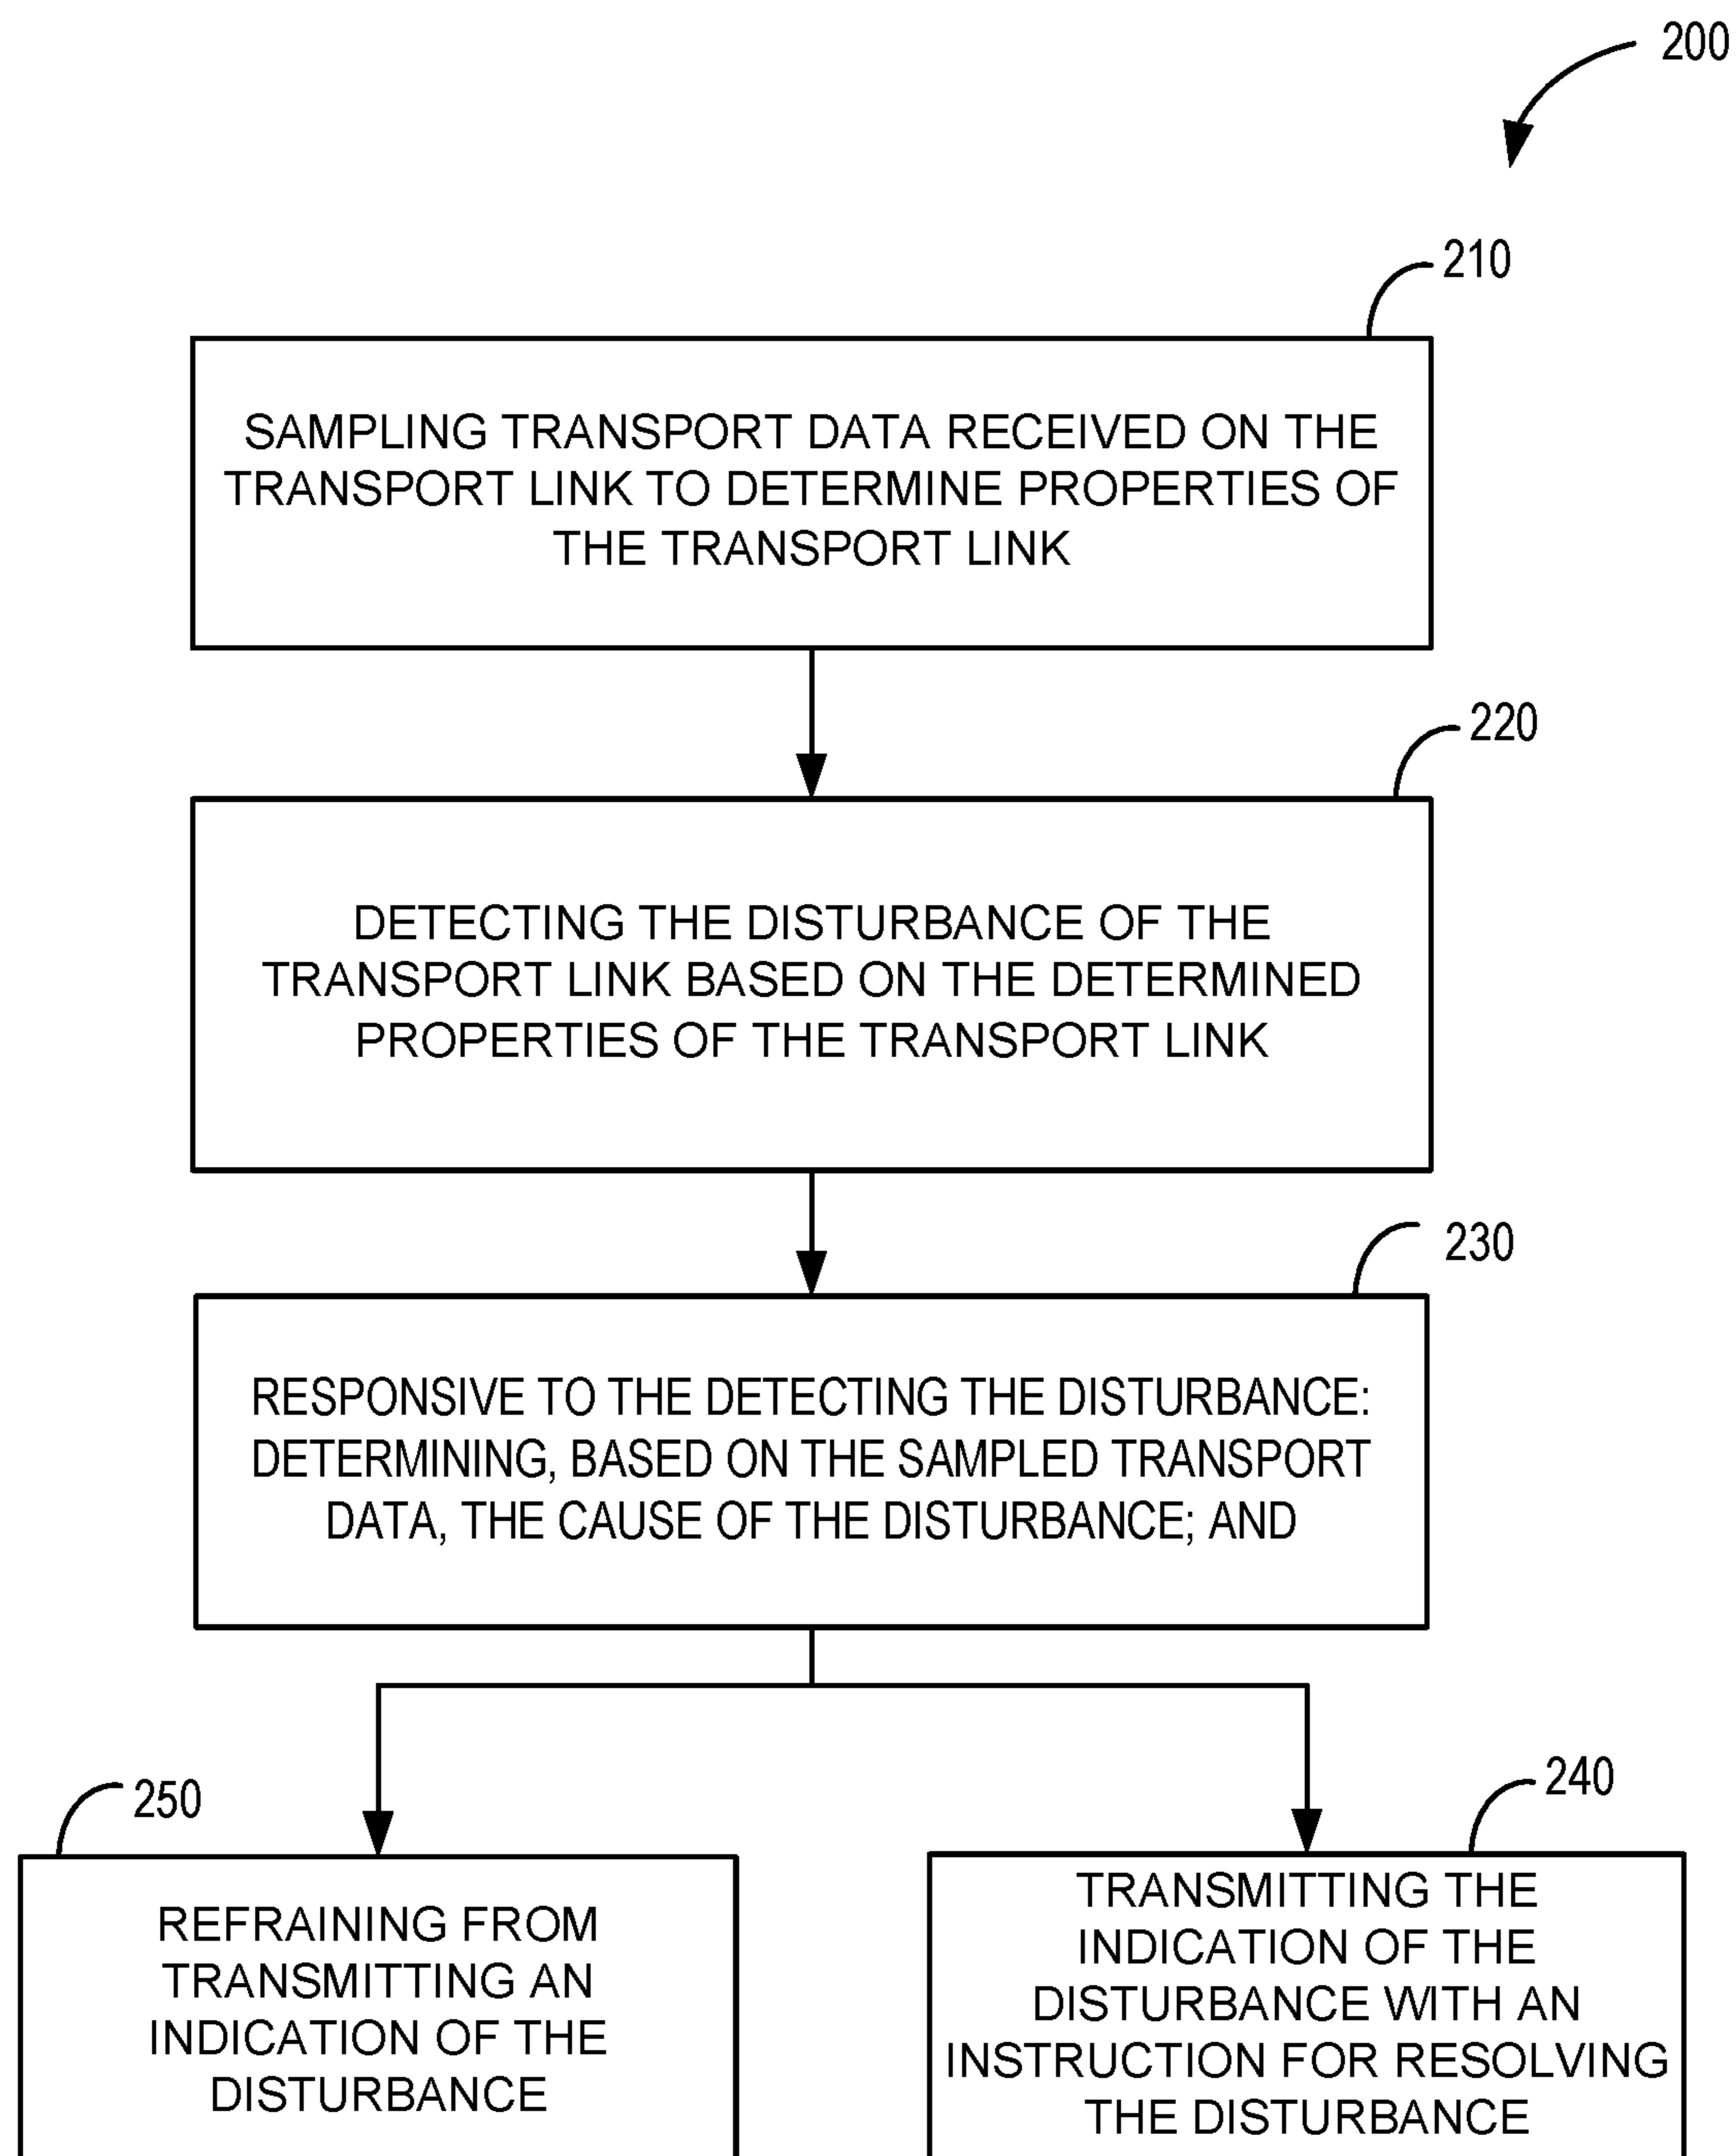 200
210
SAMPLING TRANSPORT DATA RECEIVED ON THE
TRANSPORT LINK TO DETERMINE PROPERTIES OF
THE TRANSPORT LINK
220
DETECTING THE DISTURBANCE OF THE
TRANSPORT LINK BASED ON THE DETERMINED
PROPERTIES OF THE TRANSPORT LINK
230
RESPONSIVE TO THE DETECTING THE DISTURBANCE:
DETERMINING, BASED ON THE SAMPLED TRANSPORT
DATA, THE CAUSE OF THE DISTURBANCE; AND
250
REFRAINING FROM
TRANSMITTING AN
INDICATION OF THE
DISTURBANCE
240
TRANSMITTING THE
INDICATION OF THE
DISTURBANCE WITH AN
INSTRUCTION FOR RESOLVING
THE DISTURBANCE